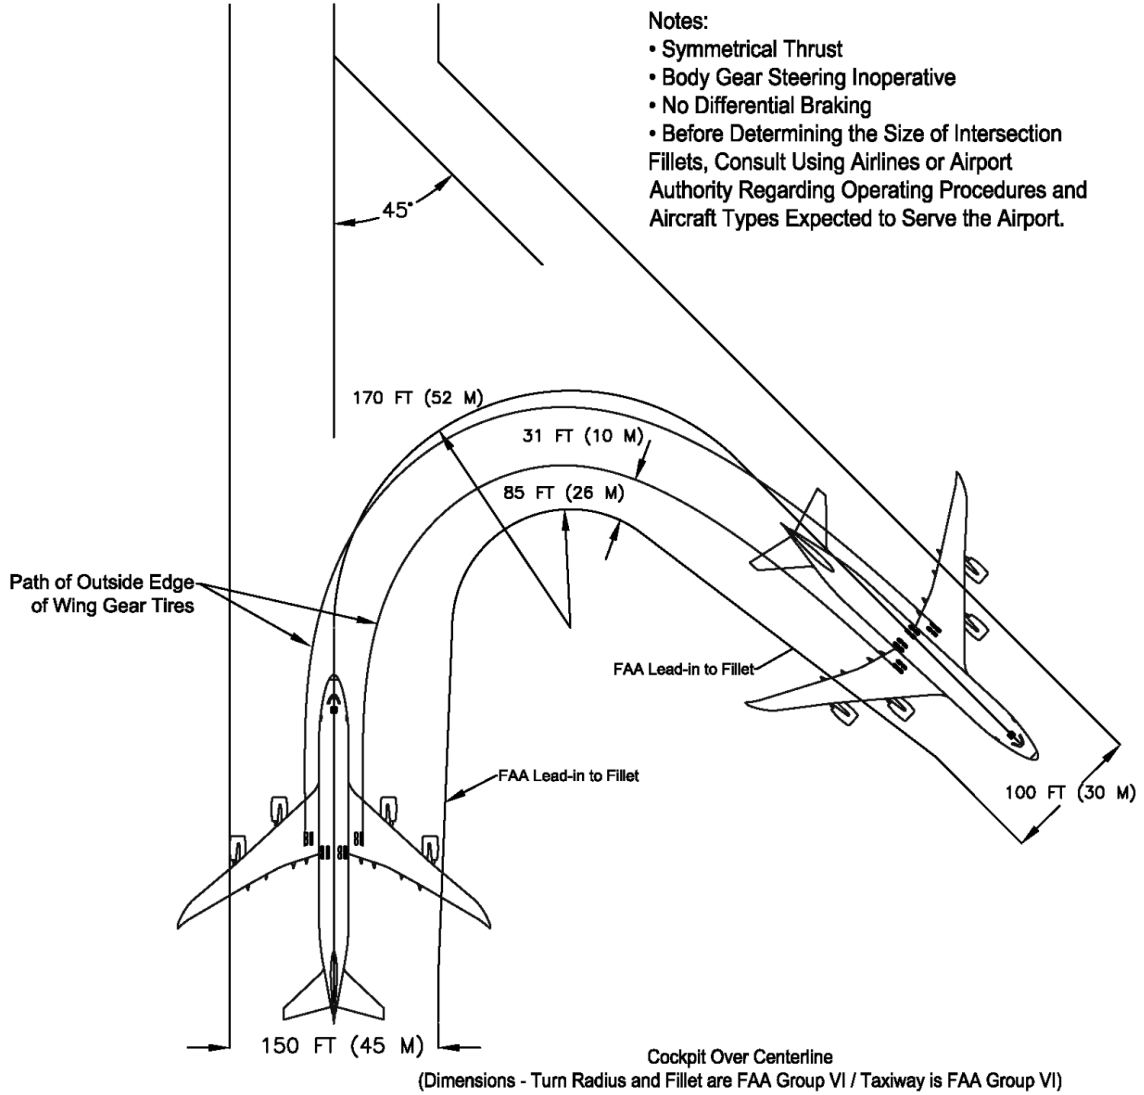 Notes:
• Symmetrical Thrust
• Body Gear Steering Inoperative
• No Differential Braking
• Before Determining the Size of Intersection
Fillets, Consult Using Airlines or Airport
Authority Regarding Operating Procedures and
Aircraft Types Expected to Serve the Airport.
45°
170 FT (52 M)
31 FT (10 M)
85 FT (26 M)
Path of Outside Edge
of Wing Gear Tires
FAA Lead-in to Fillet
FAA Lead-in to Fillet
100 FT (30 M)
150 FT (45 M)
Cockpit Over Centerline
(Dimensions - Turn Radius and Fillet are FAA Group VI / Taxiway is FAA Group VI)